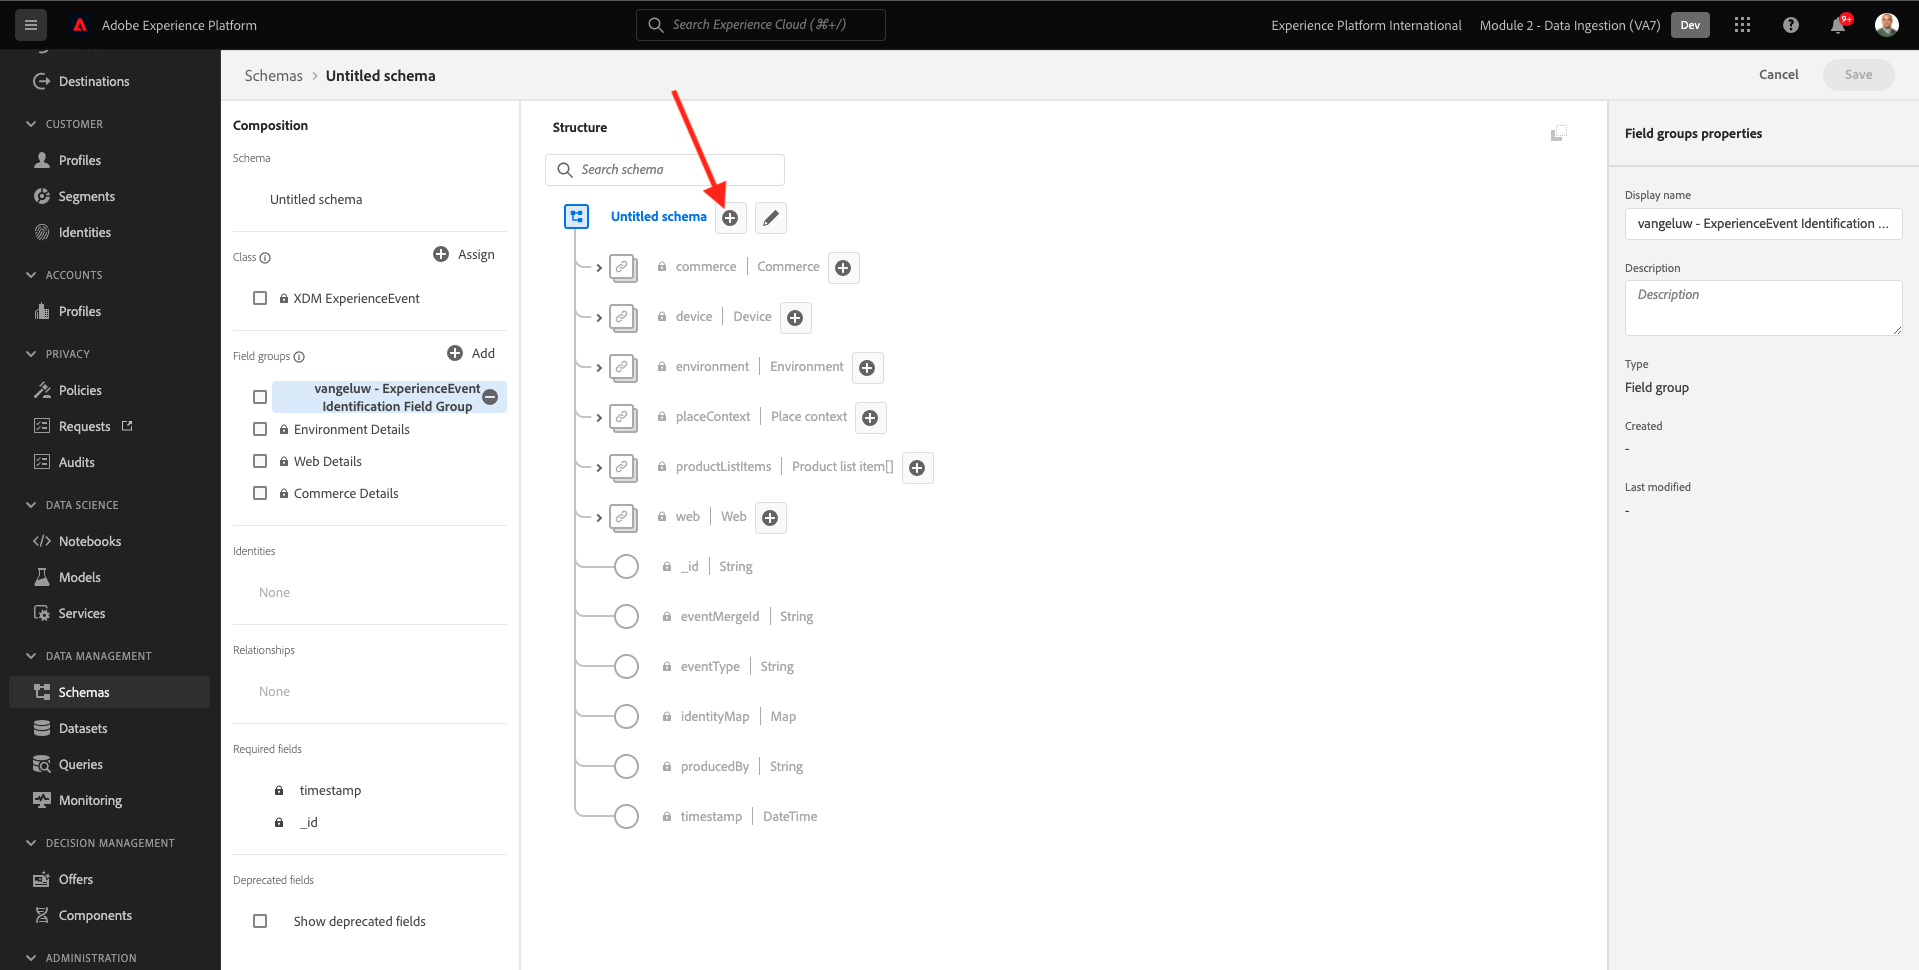 Adobe Experience Platform
Search Experience Cloud (⌘+/)
Experience Platform International
Module 2 - Data Ingestion (VA7)
Dev
9+
Destinations
CUSTOMER
Profiles
Segments
Identities
ACCOUNTS
Profiles
PRIVACY
Policies
Requests
Audits
DATA SCIENCE
Notebooks
Models
Services
DATA MANAGEMENT
Schemas
Datasets
Queries
Monitoring
DECISION MANAGEMENT
Offers
Components
ADMINISTRATION
Schemas > Untitled schema
Cancel
Save
Composition
Schema
Untitled schema
Class
Assign
XDM ExperienceEvent
Field groups
Add
vangeluw - ExperienceEvent
Identification Field Group
Environment Details
Web Details
Commerce Details
Identities
None
Relationships
None
Required fields
timestamp
_id
Deprecated fields
Show deprecated fields
Structure
Search schema
Untitled schema
commerce | Commerce
device | Device
environment | Environment
placeContext | Place context
productListItems | Product list item[]
web | Web
_id | String
eventMergeId | String
eventType | String
identityMap | Map
producedBy | String
timestamp | DateTime
Field groups properties
Display name
vangeluw - ExperienceEvent Identification ...
Description
Description
Type
Field group
Created
-
Last modified
-